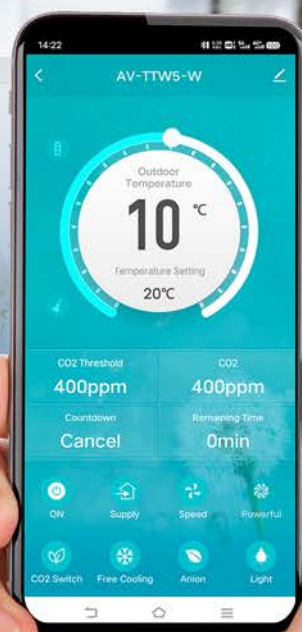 14:22
AV-TTW5-W
Outdoor
Temperature
10 ℃
Temperature Setting
20℃
CO2 Threshold
CO2
400ppm
400ppm
Countdown
Remaining Time
Cancel
0min
ON
Supply
Speed
Powerful
CO2 Switch
Free Cooling
Anion
Light